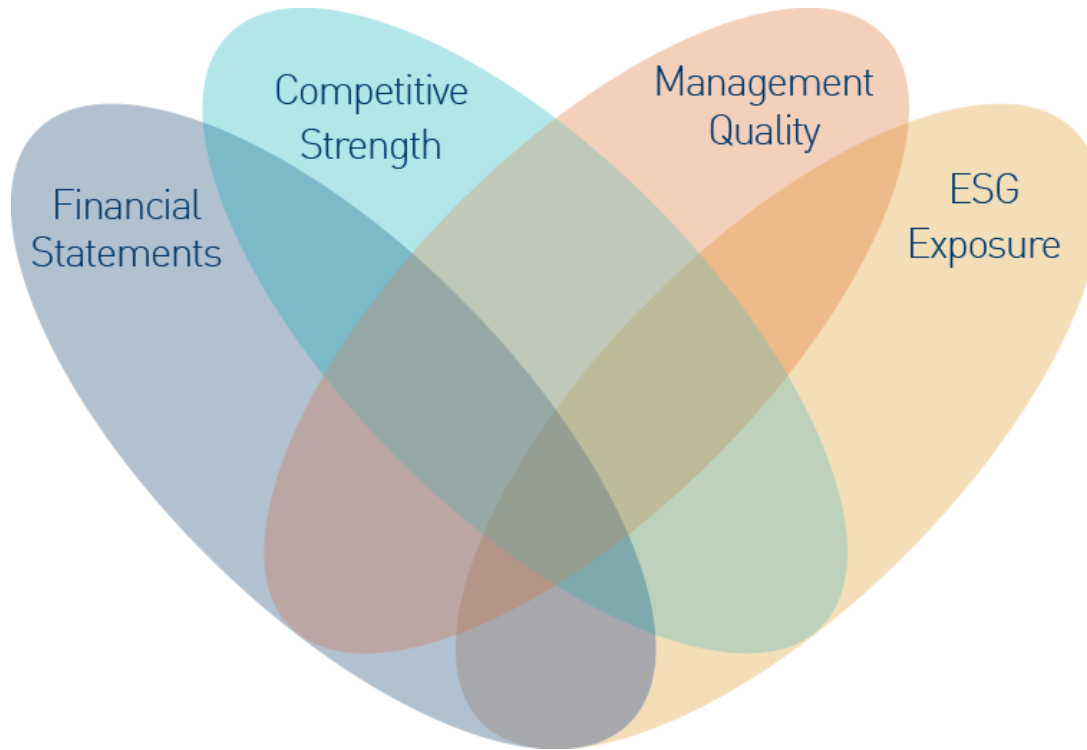 Competitive
Strength
Management
Quality
Financial
Statements
ESG
Exposure